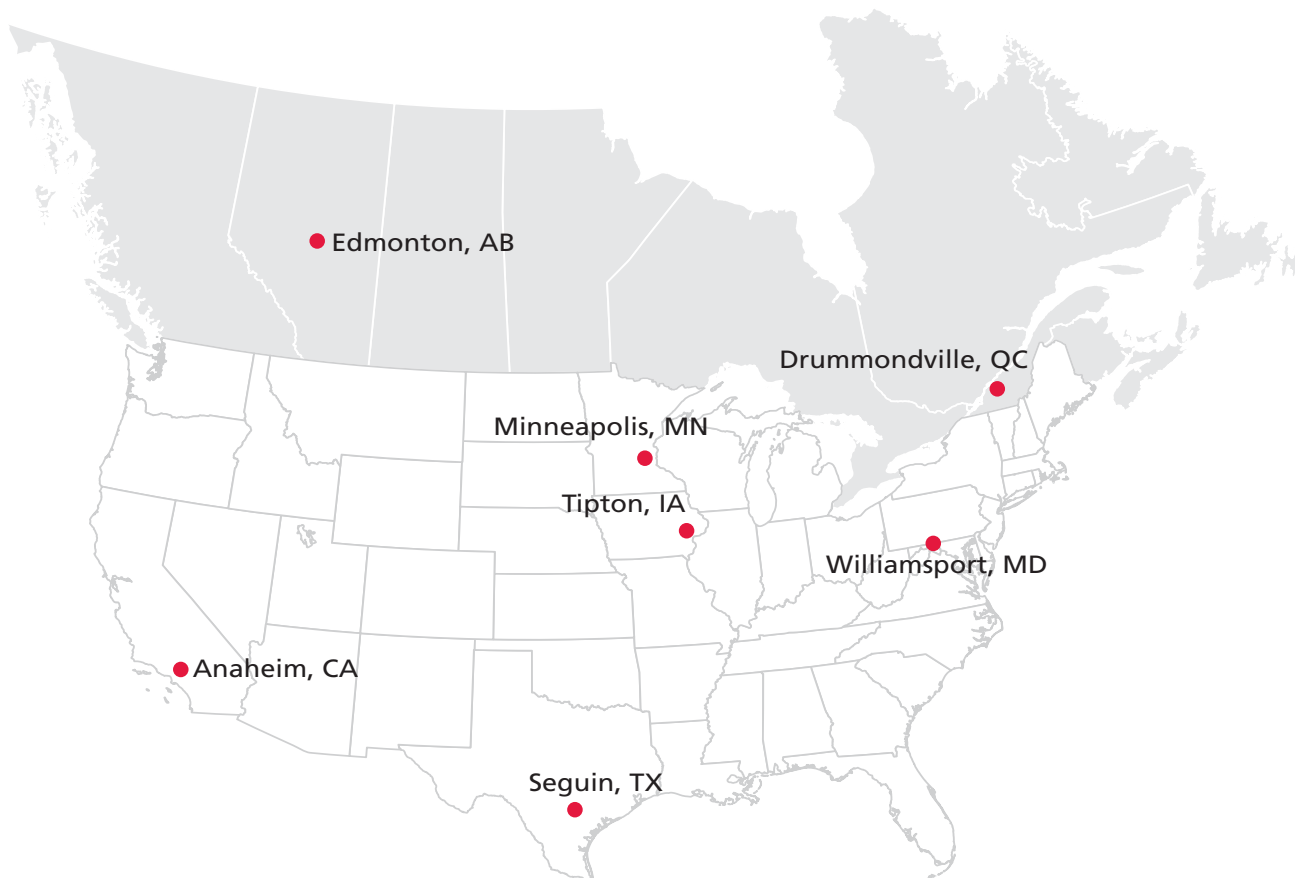 Edmonton, AB
Drummondville, QC
Minneapolis, MN
Tipton, IA
Williamsport, MD
Anaheim, CA
Seguin, TX